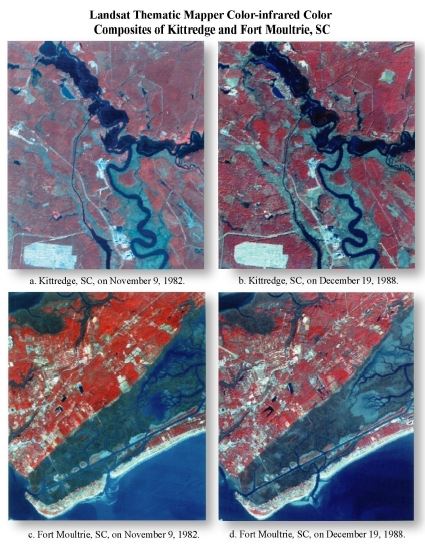 Landsat Thematic Mapper Color-infrared Color
Composites of Kittredge and Fort Moultrie, SC
a. Kittredge, SC, on November 9, 1982.
b. Kittredge, SC, on December 19, 1988.
c. Fort Moultrie, SC, on November 9, 1982.
d. Fort Moultrie, SC, on December 19, 1988.